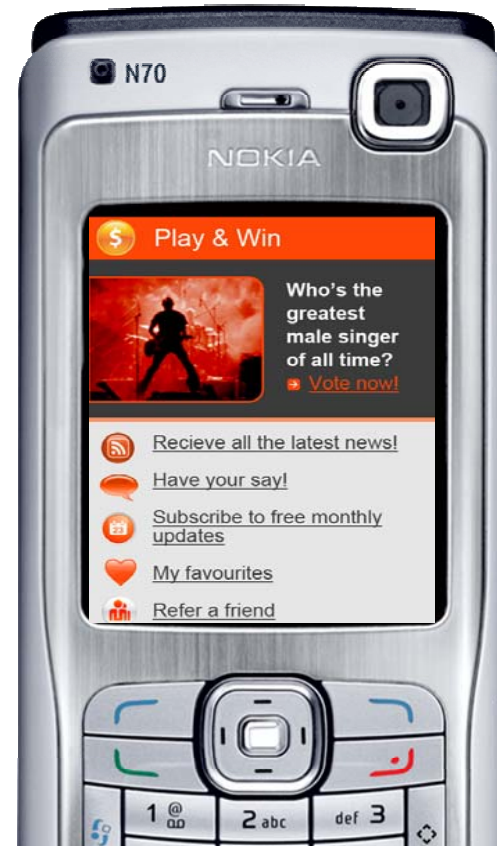 N70
NOKIA
$ Play & Win
Who's the
greatest
male singer
of all time?
Vote now!
Recieve all the latest news!
Have your say!
23 Subscribe to free monthly
updates
My favourites
Refer a friend
1 @
2 abc
def 3